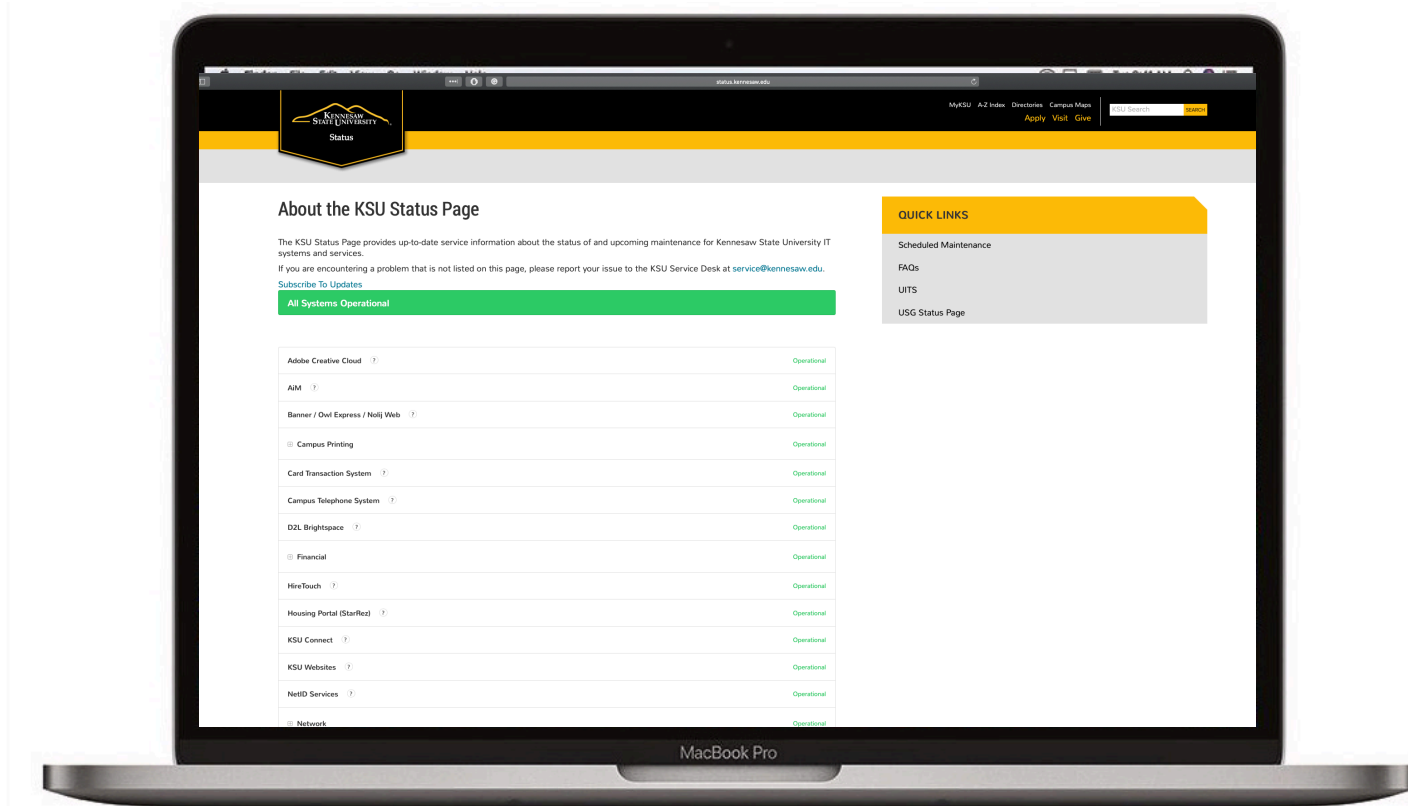 status.kennesaw.edu
KENNESAW
STATE UNIVERSITY
Status
MyKSU A-Z Index Directories Campus Maps
Apply Visit Give
KSU Search
SEARCH
About the KSU Status Page
The KSU Status Page provides up-to-date service information about the status of and upcoming maintenance for Kennesaw State University IT
systems and services.
If you are encountering a problem that is not listed on this page, please report your issue to the KSU Service Desk at service@kennesaw.edu.
Subscribe To Updates
All Systems Operational
QUICK LINKS
Scheduled Maintenance
FAQs
UITS
USG Status Page
Adobe Creative Cloud ? Operational
AiM ? Operational
Banner / Owl Express / Nolij Web ? Operational
Campus Printing Operational
Card Transaction System ? Operational
Campus Telephone System ? Operational
D2L Brightspace ? Operational
Financial Operational
HireTouch ? Operational
Housing Portal (StarRez) ? Operational
KSU Connect ? Operational
KSU Websites ? Operational
NetID Services ? Operational
Network Operational
MacBook Pro